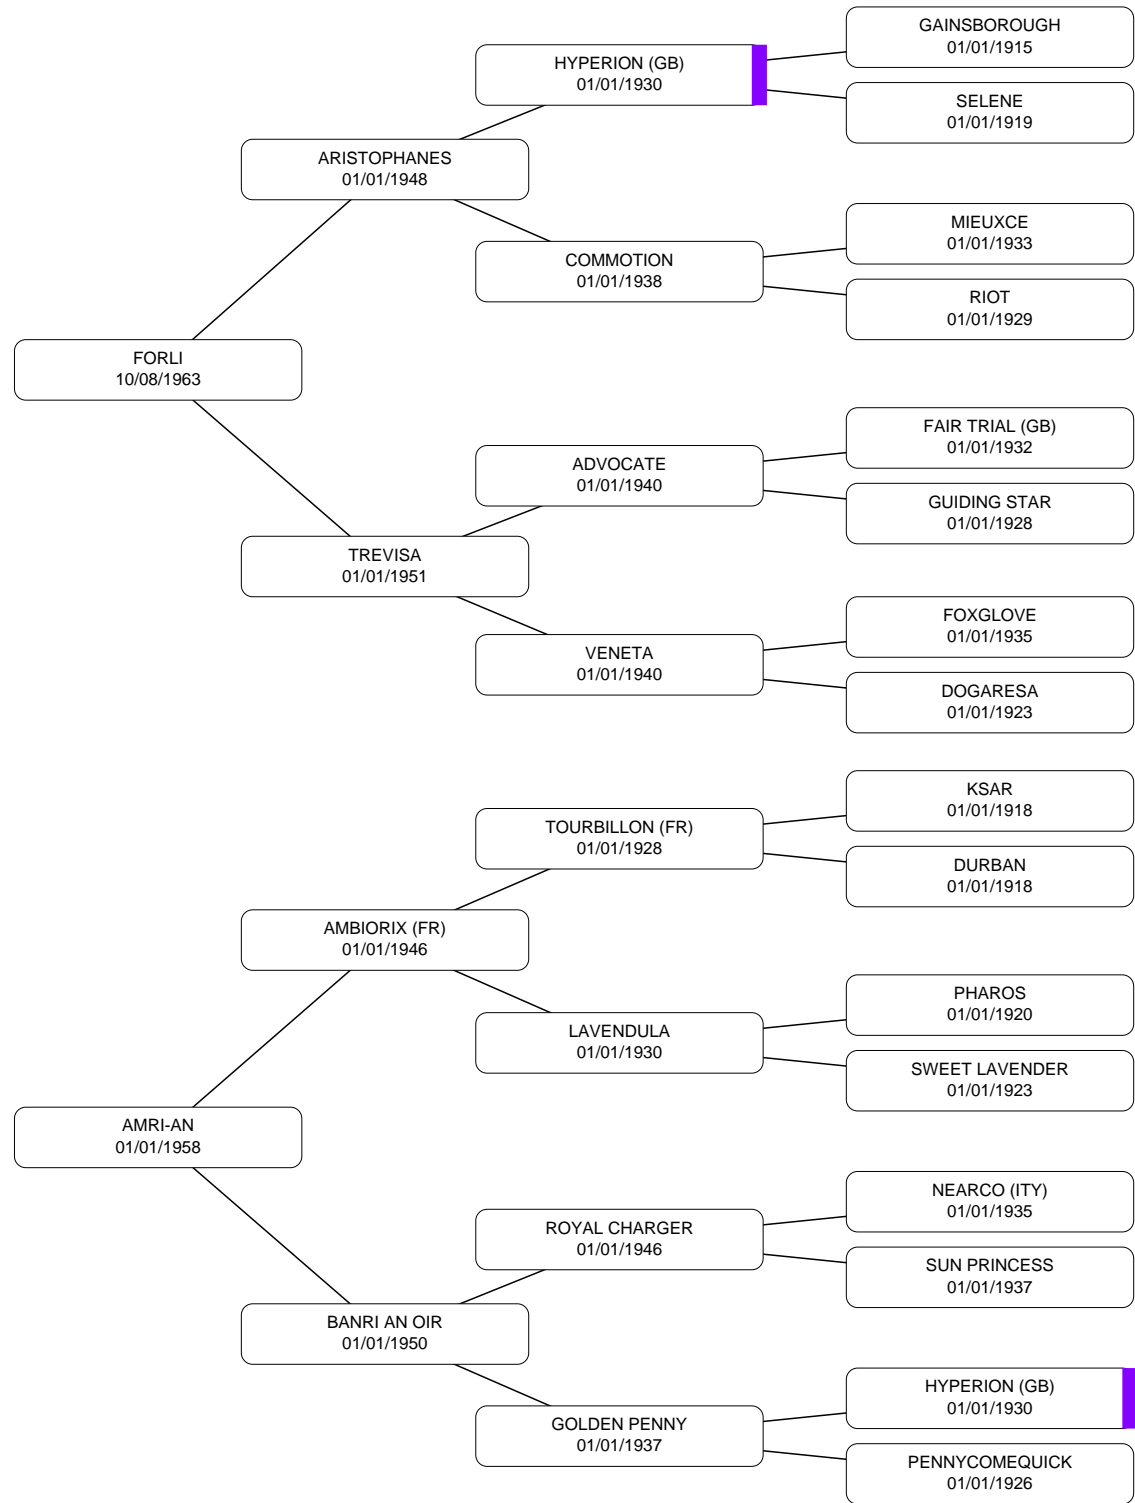 GAINSBOROUGH
01/01/1915
HYPERION (GB)
01/01/1930
SELENE
01/01/1919
ARISTOPHANES
01/01/1948
MIEUXCE
01/01/1933
COMMOTION
01/01/1938
RIOT
01/01/1929
FORLI
10/08/1963
FAIR TRIAL (GB)
01/01/1932
ADVOCATE
01/01/1940
GUIDING STAR
01/01/1928
TREVISA
01/01/1951
FOXGLOVE
01/01/1935
VENETA
01/01/1940
DOGARESA
01/01/1923
KSAR
01/01/1918
TOURBILLON (FR)
01/01/1928
DURBAN
01/01/1918
AMBIORIX (FR)
01/01/1946
PHAROS
01/01/1920
LAVENDULA
01/01/1930
SWEET LAVENDER
01/01/1923
AMRI-AN
01/01/1958
NEARCO (ITY)
01/01/1935
ROYAL CHARGER
01/01/1946
SUN PRINCESS
01/01/1937
BANRI AN OIR
01/01/1950
HYPERION (GB)
01/01/1930
GOLDEN PENNY
01/01/1937
PENNYCOMEQUICK
01/01/1926